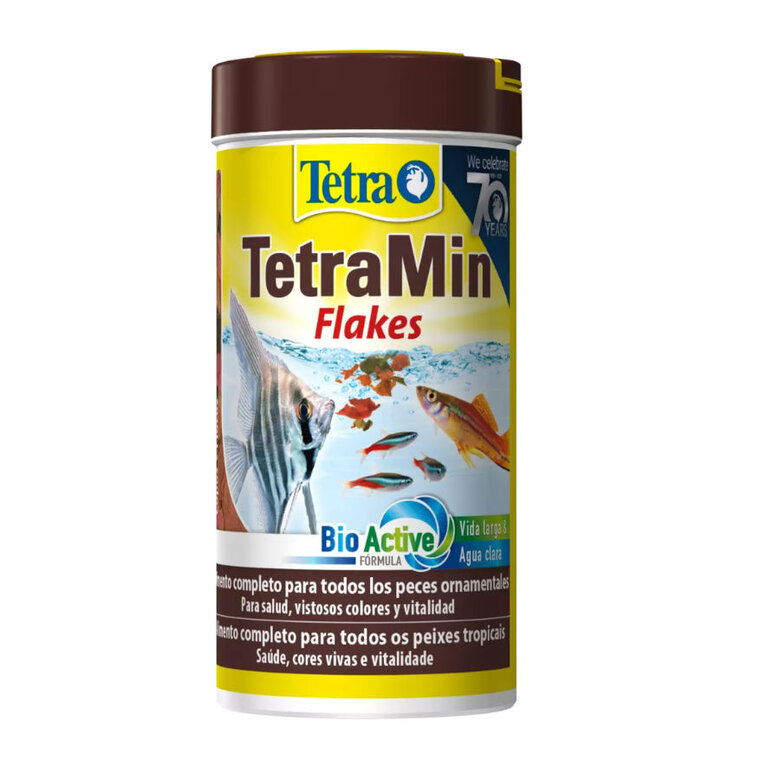 Tetra
We celebrate
70
YEARS
TetraMin
Flakes
Bio Active
FÓRMULA
Vida larga &
Agua clara
mento completo para todos los peces ornamentales
Para salud, vistosos colores y vitalidad
limento completo para todos os peixes tropicais
Saúde, cores vivas e vitalidade